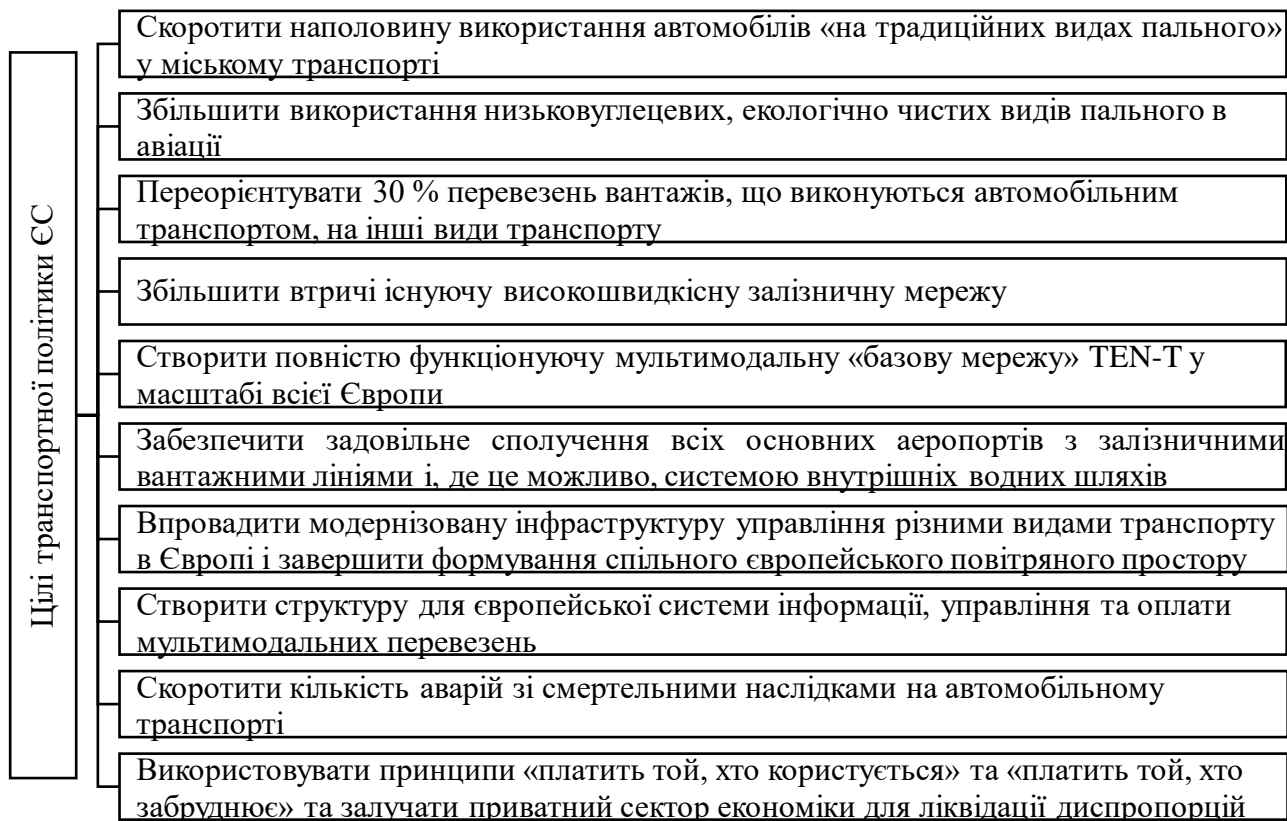 Цілі транспортної політики ЄС
Скоротити наполовину використання автомобілів «на традиційних видах пального»
у міському транспорті
Збільшити використання низьковуглецевих, екологічно чистих видів пального в
авіації
Переорієнтувати 30 % перевезень вантажів, що виконуються автомобільним
транспортом, на інші види транспорту
Збільшити втричі існуючу високошвидкісну залізничну мережу
Створити повністю функціонуючу мультимодальну «базову мережу» TEN-T у
масштабі всієї Європи
Забезпечити задовільне сполучення всіх основних аеропортів з залізничними
вантажними лініями і, де це можливо, системою внутрішніх водних шляхів
Впровадити модернізовану інфраструктуру управління різними видами транспорту
в Європі і завершити формування спільного європейського повітряного простору
Створити структуру для європейської системи інформації, управління та оплати
мультимодальних перевезень
Скоротити кількість аварій зі смертельними наслідками на автомобільному
транспорті
Використовувати принципи «платить той, хто користується» та «платить той, хто
забруднює» та залучати приватний сектор економіки для ліквідації диспропорцій